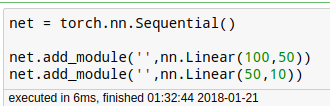 net = torch.nn.Sequential()
net.add_module('',nn.Linear(100,50))
net.add_module('',nn.Linear(50,10))
executed in 6ms, finished 01:32:44 2018-01-21